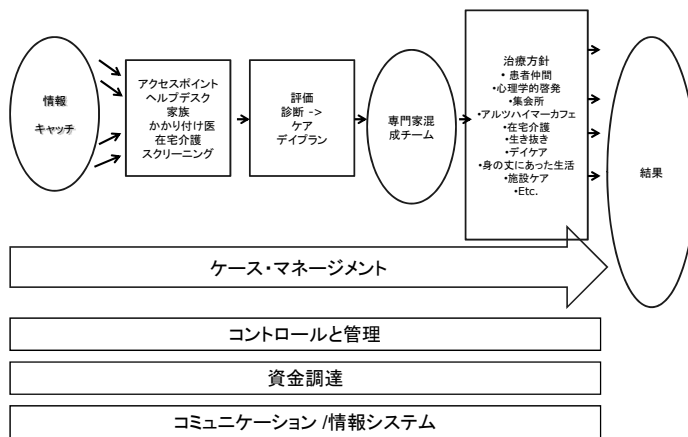 情報
キャッチ
アクセスポイント
ヘルプデスク
家族
かかり付け医
在宅介護
スクリーニング
評価
診断 ->
ケア
デイプラン
専門家混
成チーム
治療方針
• 患者仲間
•心理学的啓発
•集会所
•アルツハイマーカフェ
•在宅介護
•生き抜き
•デイケア
•身の丈にあった生活
•施設ケア
•Etc.
結果
ケース・マネージメント
コントロールと管理
資金調達
コミュニケーション /情報システム